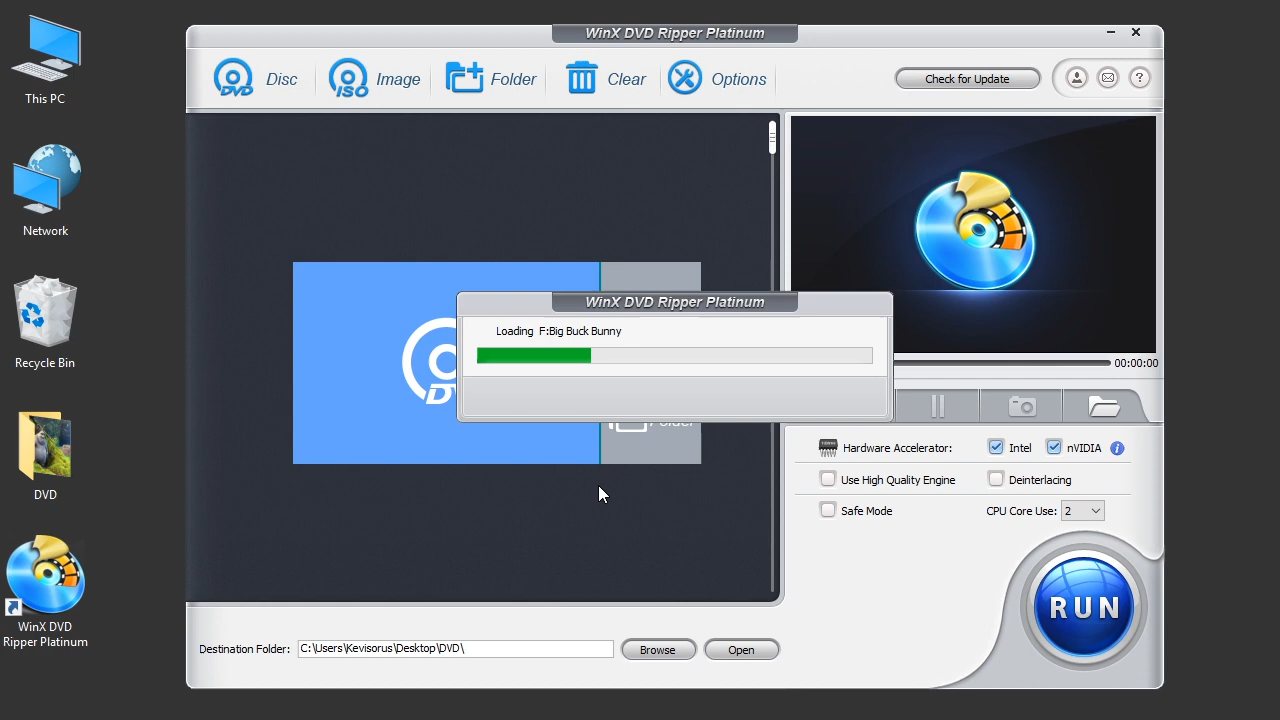 WinX DVD Ripper Platinum
This PC
Network
Recycle Bin
DVD
WinX DVD
Ripper Platinum
DVD
Disc
ISO
Image
Folder
Clear
Options
Check for Update
?
WinX DVD Ripper Platinum
Loading F:Big Buck Bunny
Folder
00:00:00
Hardware Accelerator:
Intel
nVIDIA
i
Use High Quality Engine
Deinterlacing
Safe Mode
CPU Core Use:
2
RUN
Destination Folder:
C:\Users\Kevisorus\Desktop\DVD\
Browse
Open